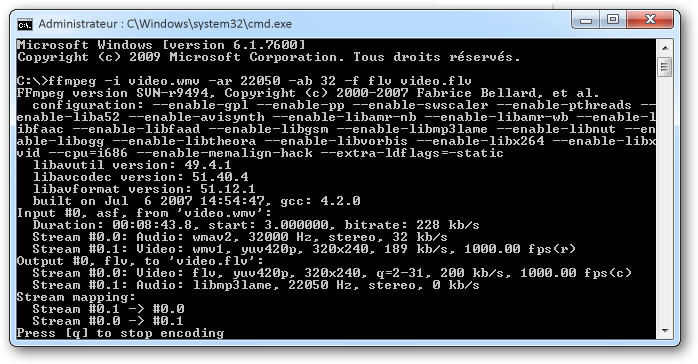 Administrateur : C:\Windows\system32\cmd.exe
Microsoft Windows [version 6.1.7600]
Copyright (c) 2009 Microsoft Corporation. Tous droits réservés.
C:\>ffmpeg -i video.wmv -ar 22050 -ab 32 -f flv video.flv
FFmpeg version SVN-r9494, Copyright (c) 2000-2007 Fabrice Bellard, et al.
  configuration: --enable-gpl --enable-pp --enable-swscaler --enable-pthreads --
enable-liba52 --enable-avisynth --enable-libamr-nb --enable-libamr-wb --enable-l
ibfaac --enable-libfaad --enable-libgsm --enable-libmp3lame --enable-libnut --en
able-libogg --enable-libtheora --enable-libvorbis --enable-libx264 --enable-libx
vid --cpu=i686 --enable-memalign-hack --extra-ldflags=-static
  libavutil version: 49.4.1
  libavcodec version: 51.40.4
  libavformat version: 51.12.1
  built on Jul  6 2007 14:54:47, gcc: 4.2.0
Input #0, asf, from 'video.wmv':
  Duration: 00:08:43.8, start: 3.000000, bitrate: 228 kb/s
  Stream #0.0: Audio: wmav2, 32000 Hz, stereo, 32 kb/s
  Stream #0.1: Video: wmv1, yuv420p, 320x240, 189 kb/s, 1000.00 fps(r)
Output #0, flv, to 'video.flv':
  Stream #0.0: Video: flv, yuv420p, 320x240, q=2-31, 200 kb/s, 1000.00 fps(c)
  Stream #0.1: Audio: libmp3lame, 22050 Hz, stereo, 0 kb/s
Stream mapping:
  Stream #0.1 -> #0.0
  Stream #0.0 -> #0.1
Press [q] to stop encoding